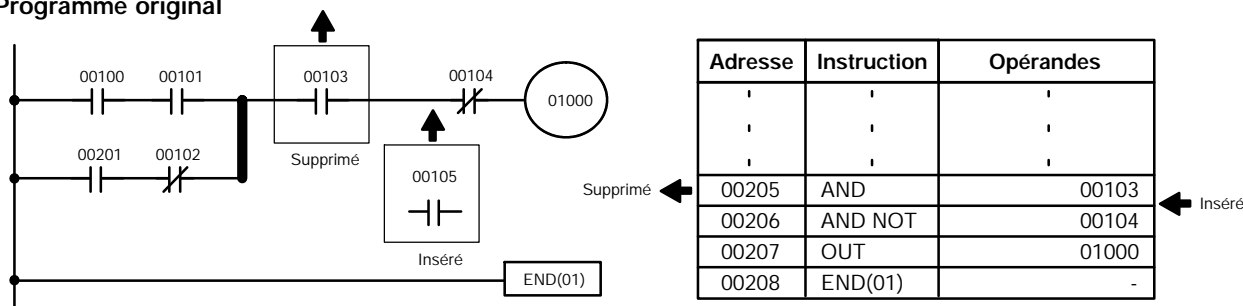 Programme original
00100 00101 00103 00104
01000
00201 00102 Supprimé
00105
Inséré
END(01)
Adresse Instruction Opérandes
Supprimé 00205 AND 00103 Inséré
00206 AND NOT 00104
00207 OUT 01000
00208 END(01) -